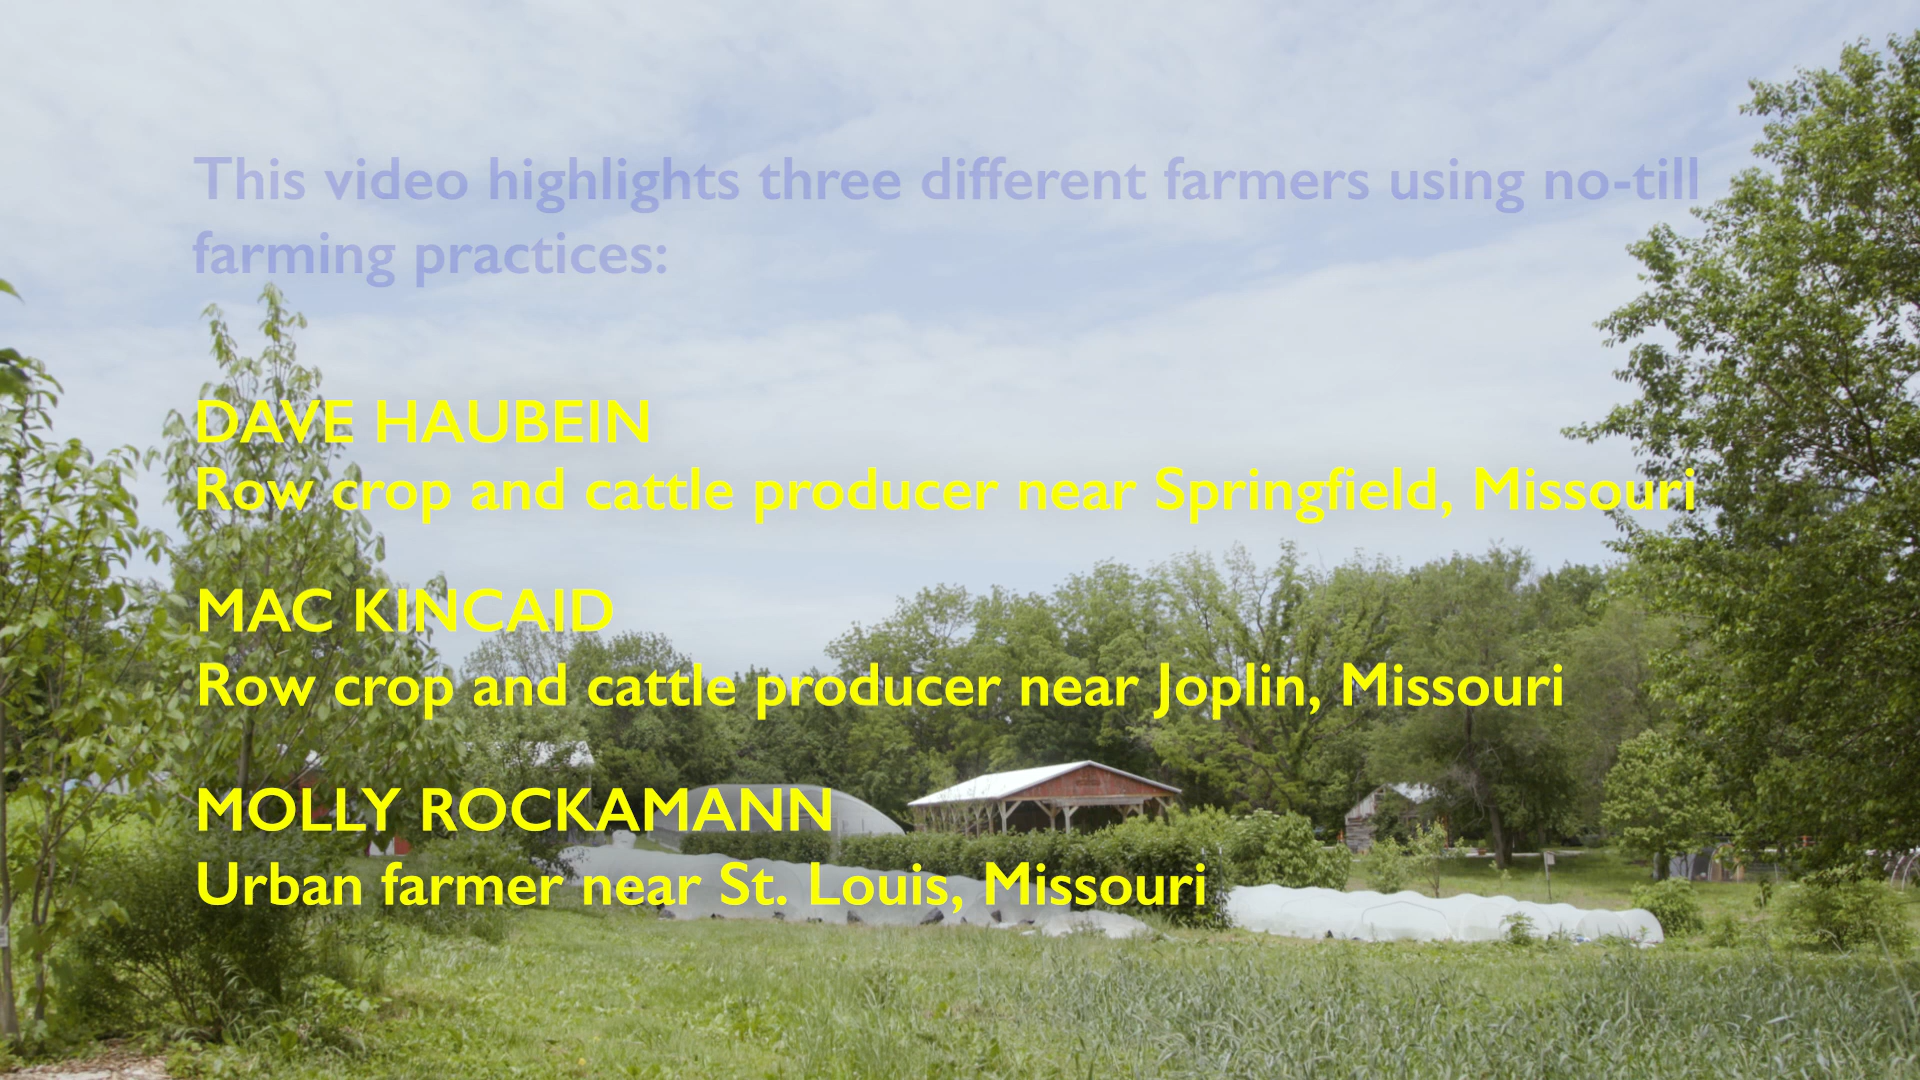 This video highlights three different farmers using no-till
farming practices:
DAVE HAUBEIN
Row crop and cattle producer near Springfield, Missouri
MAC KINCAID
Row crop and cattle producer near Joplin, Missouri
MOLLY ROCKAMANN
Urban farmer near St. Louis, Missouri